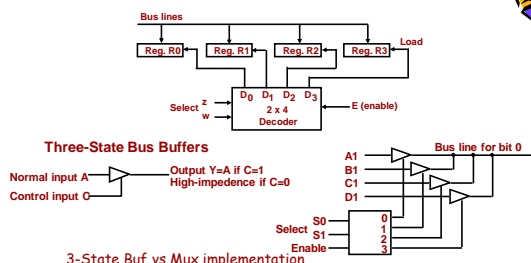 Bus lines
Reg. R0 Reg. R1 Reg. R2 Reg. R3 Load
D0 D1 D2 D3
Select z w 2 x 4 Decoder E (enable)
Three-State Bus Buffers
Normal input A Output Y=A if C=1
High-impedence if C=0
Control input C
Bus line for bit 0
A1
B1
C1
D1
S0 0
Select 1
S1 2
Enable 3
3-State Buf vs Mux implementation